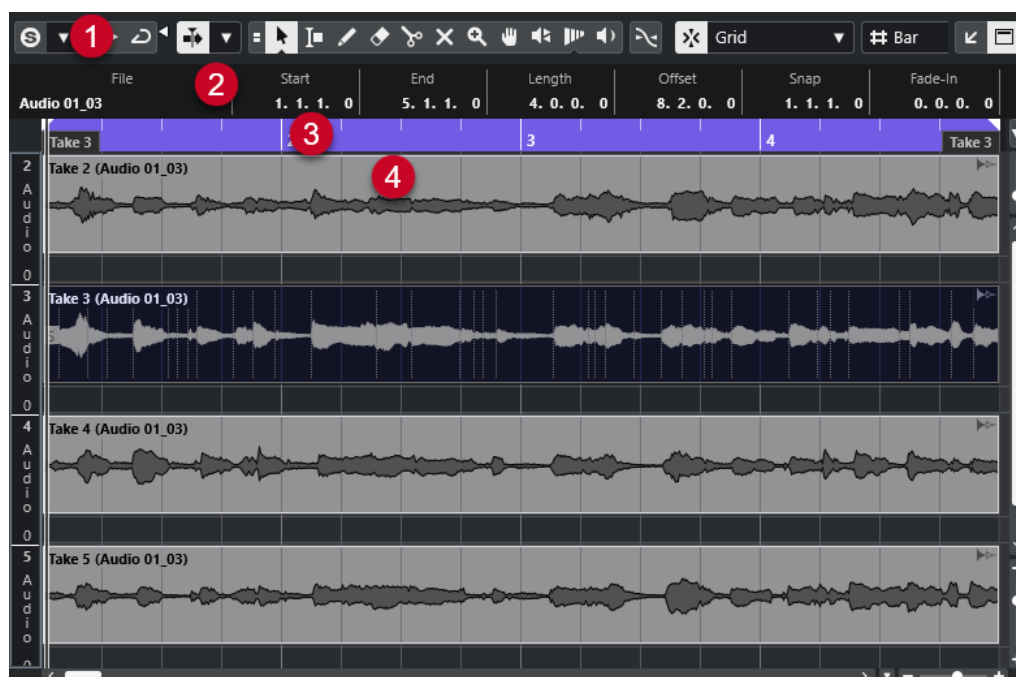 S 1 Grid Bar
2
File Start End Length Offset Snap Fade-In
Audio 01_03 1. 1. 1. 0 5. 1. 1. 0 4. 0. 0. 0 8. 2. 0. 0 1. 1. 1. 0 0. 0. 0. 0
Take 3 3 3 4 Take 3
2 Take 2 (Audio 01_03)
4
Audio
0
3 Take 3 (Audio 01_03)
Audio
0
4 Take 4 (Audio 01_03)
Audio
0
5 Take 5 (Audio 01_03)
Audio